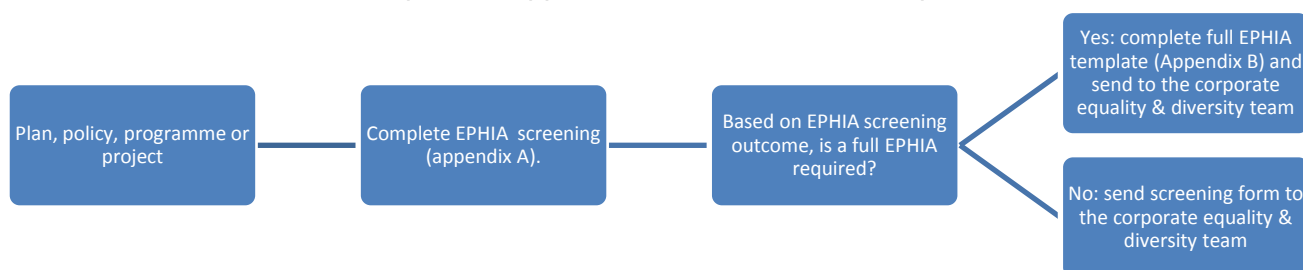 Plan, policy, programme or
project
Complete EPHIA screening
(appendix A).
Based on EPHIA screening
outcome, is a full EPHIA
required?
Yes: complete full EPHIA
template (Appendix B) and
send to the corporate
equality & diversity team
No: send screening form to
the corporate equality &
diversity team